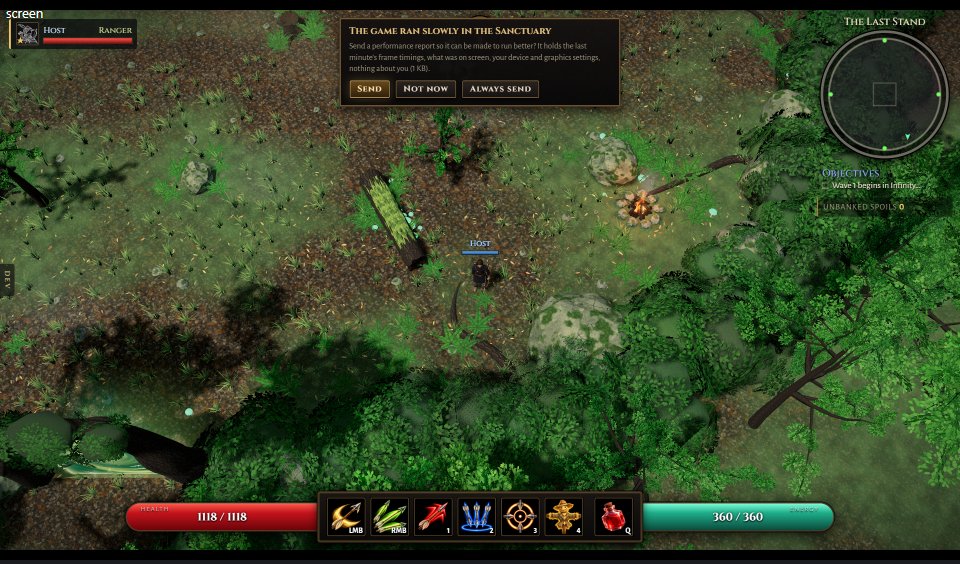 screen
Host Ranger
The game ran slowly in the Sanctuary
Send a performance report so it can be made to run better? It holds the last
minute's frame timings, what was on screen, your device and graphics settings,
nothing about you (1 KB).
Send Not now Always send
The Last Stand
Objectives
Wave 1 begins in Infinity...
UNBANKED SPOILS 0
Host
DEV
HEALTH
1118 / 1118
LMB RMB 1 2 3 4 Q
ENERGY
360 / 360